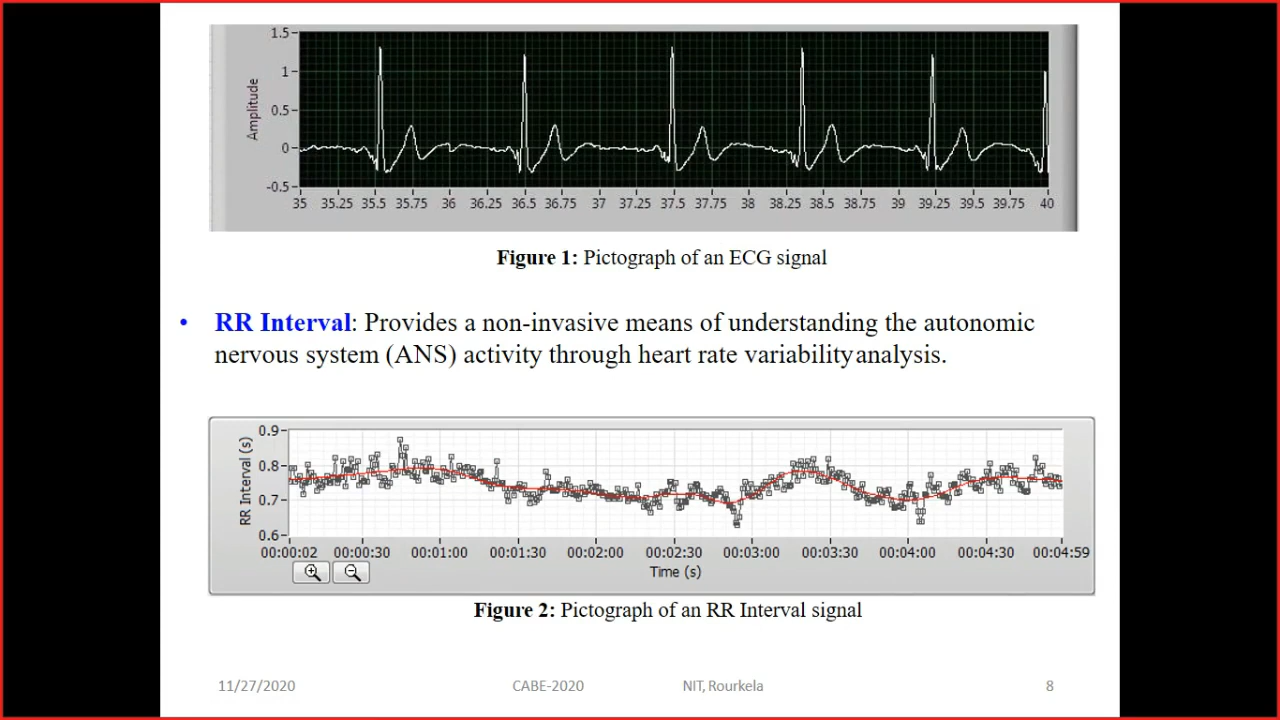 1.5
1
0.5
0
-0.5
Amplitude
35 35.25 35.5 35.75 36 36.25 36.5 36.75 37 37.25 37.5 37.75 38 38.25 38.5 38.75 39 39.25 39.5 39.75 40
Figure 1: Pictograph of an ECG signal
• RR Interval: Provides a non-invasive means of understanding the autonomic
nervous system (ANS) activity through heart rate variability analysis.
0.9
0.8
0.7
0.6
RR Interval (s)
00:00:02 00:00:30 00:01:00 00:01:30 00:02:00 00:02:30 00:03:00 00:03:30 00:04:00 00:04:30 00:04:59
Time (s)
Figure 2: Pictograph of an RR Interval signal
11/27/2020 CABE-2020 NIT, Rourkela 8